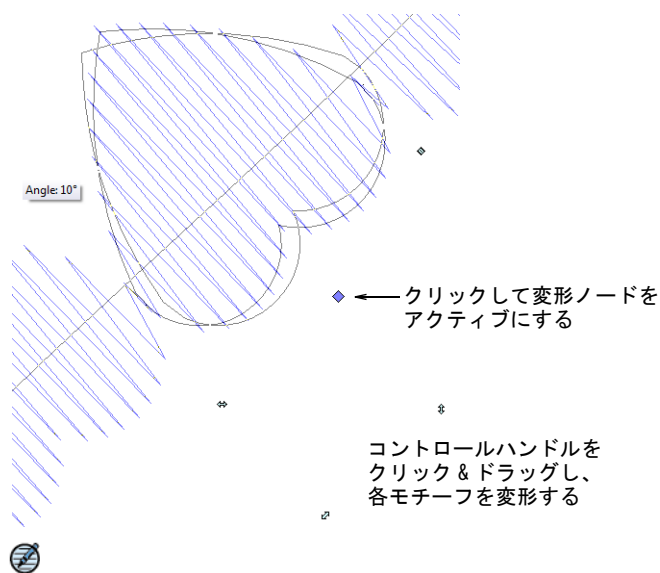 Angle: 10°
クリックして変形ノードを
アクティブにする
コントロールハンドルを
クリック & ドラッグし、
各モチーフを変形する